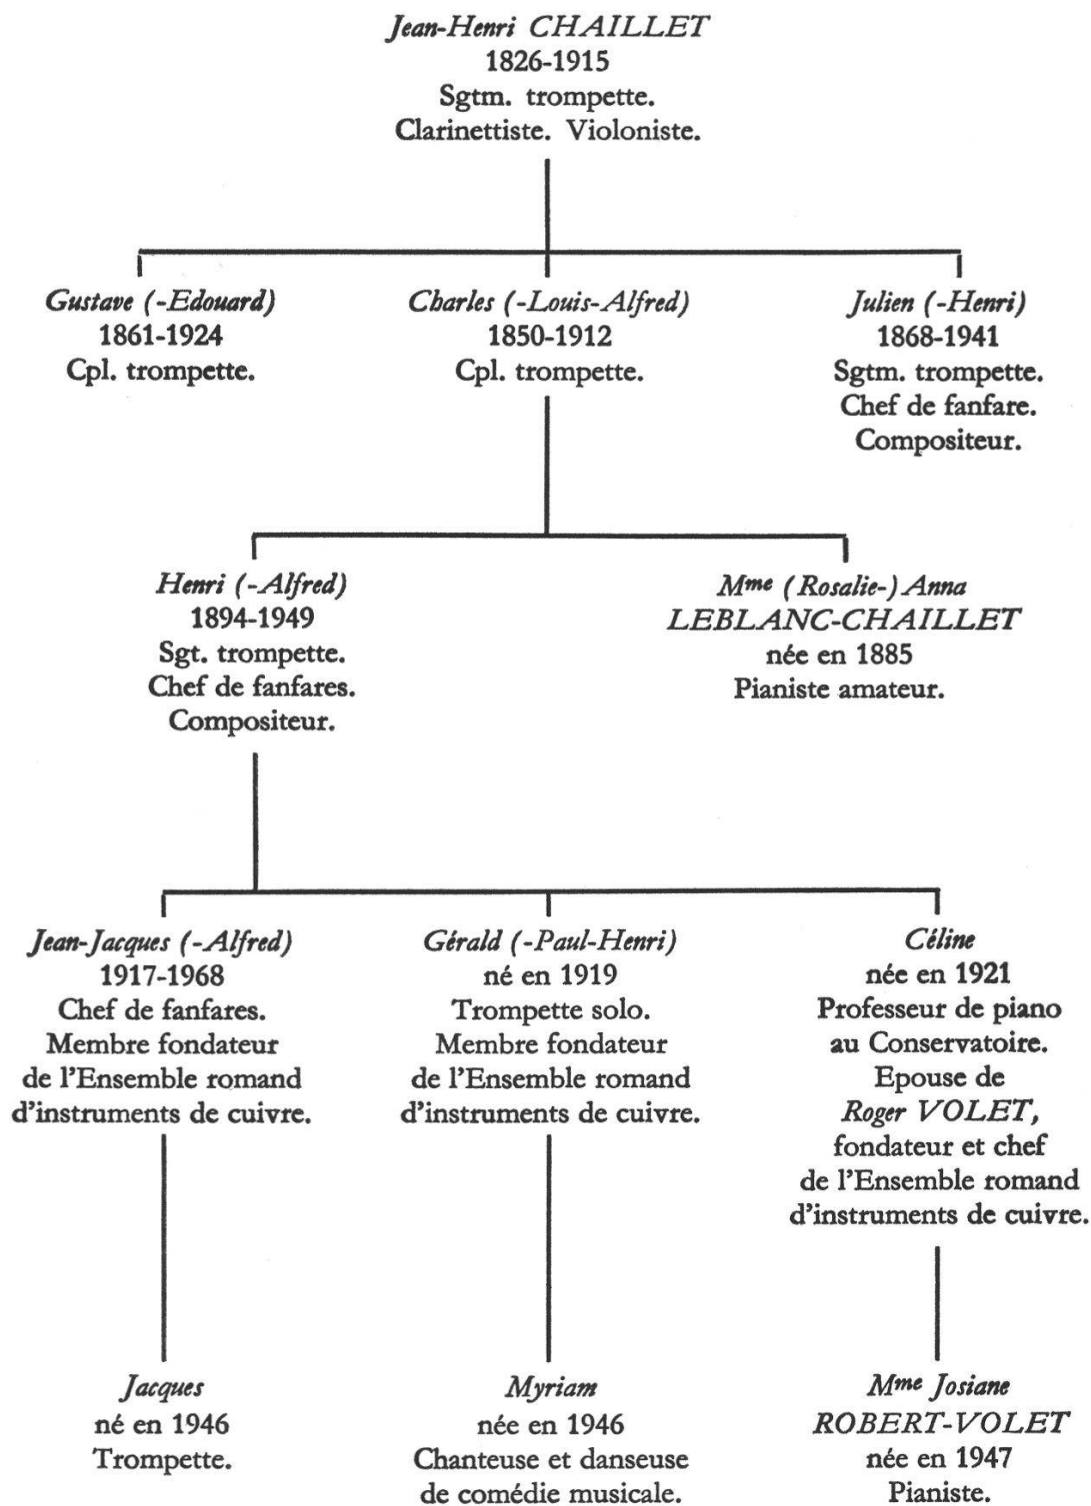 Jean-Henri CHAILLET
1826-1915
Sgtm. trompette.
Clarinettiste. Violoniste.
Gustave (-Edouard)
1861-1924
Cpl. trompette.
Charles (-Louis-Alfred)
1850-1912
Cpl. trompette.
Julien (-Henri)
1868-1941
Sgtm. trompette.
Chef de fanfare.
Compositeur.
Henri (-Alfred)
1894-1949
Sgt. trompette.
Chef de fanfares.
Compositeur.
Mme (Rosalie-) Anna
LEBLANC-CHAILLET
née en 1885
Pianiste amateur.
Jean-Jacques (-Alfred)
1917-1968
Chef de fanfares.
Membre fondateur
de l'Ensemble romand
d'instruments de cuivre.
Gérald (-Paul-Henri)
né en 1919
Trompette solo.
Membre fondateur
de l'Ensemble romand
d'instruments de cuivre.
Céline
née en 1921
Professeur de piano
au Conservatoire.
Epouse de
Roger VOLET,
fondateur et chef
de l'Ensemble romand
d'instruments de cuivre.
Jacques
né en 1946
Trompette.
Myriam
née en 1946
Chanteuse et danseuse
de comédie musicale.
Mme Josiane
ROBERT-VOLET
née en 1947
Pianiste.